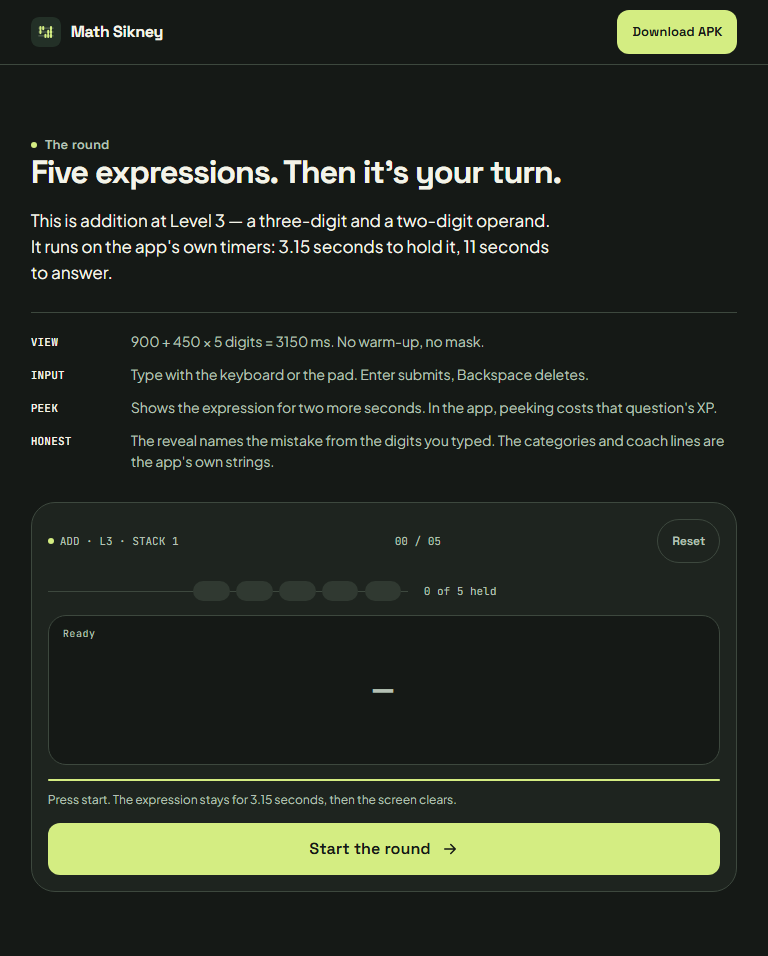 Math Sikney
Download APK
The round
Five expressions. Then it’s your turn.
This is addition at Level 3 — a three-digit and a two-digit operand.
It runs on the app's own timers: 3.15 seconds to hold it, 11 seconds
to answer.
VIEW
900 + 450 × 5 digits = 3150 ms. No warm-up, no mask.
INPUT
Type with the keyboard or the pad. Enter submits, Backspace deletes.
PEEK
Shows the expression for two more seconds. In the app, peeking costs that question's XP.
HONEST
The reveal names the mistake from the digits you typed. The categories and coach lines are
the app's own strings.
ADD · L3 · STACK 1
00 / 05
Reset
0 of 5 held
Ready
—
Press start. The expression stays for 3.15 seconds, then the screen clears.
Start the round →